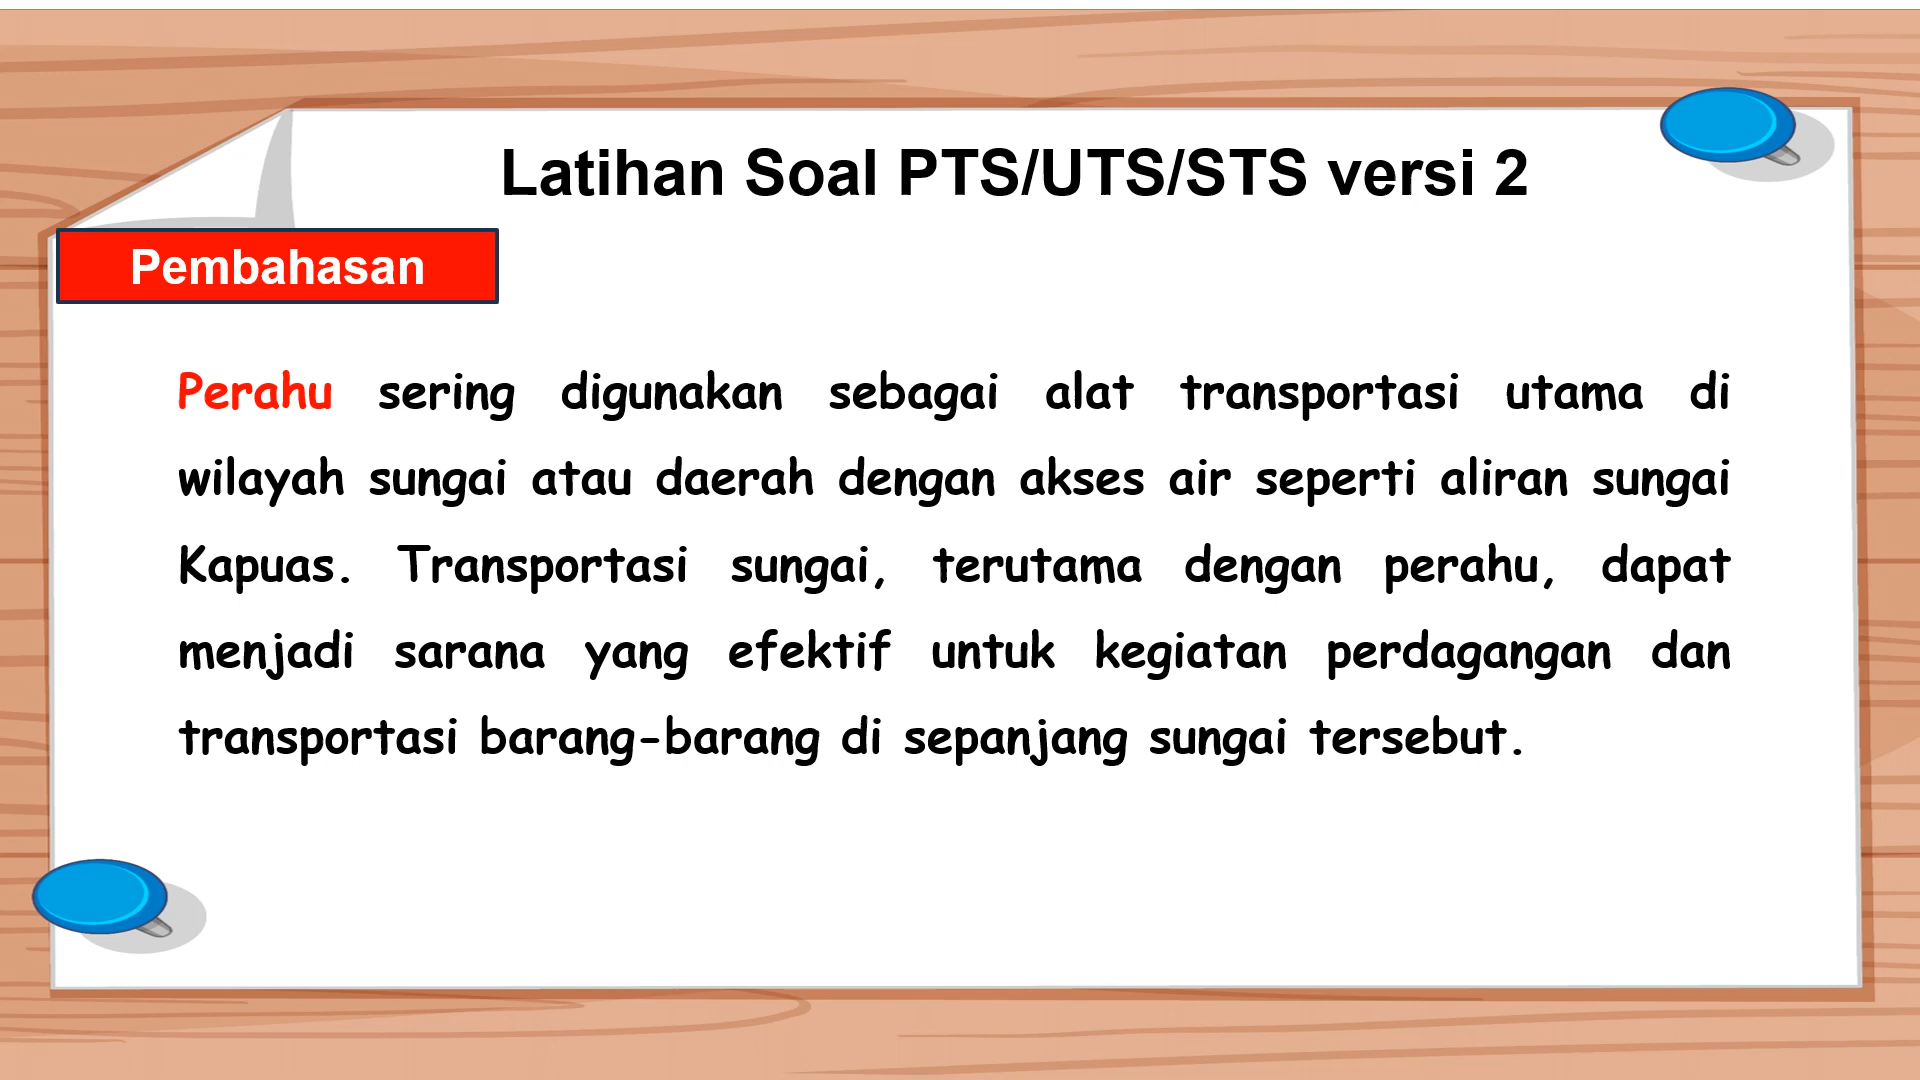 Latihan Soal PTS/UTS/STS versi 2
Pembahasan
Perahu sering digunakan sebagai alat transportasi utama di
wilayah sungai atau daerah dengan akses air seperti aliran sungai
Kapuas. Transportasi sungai, terutama dengan perahu, dapat
menjadi sarana yang efektif untuk kegiatan perdagangan dan
transportasi barang-barang di sepanjang sungai tersebut.